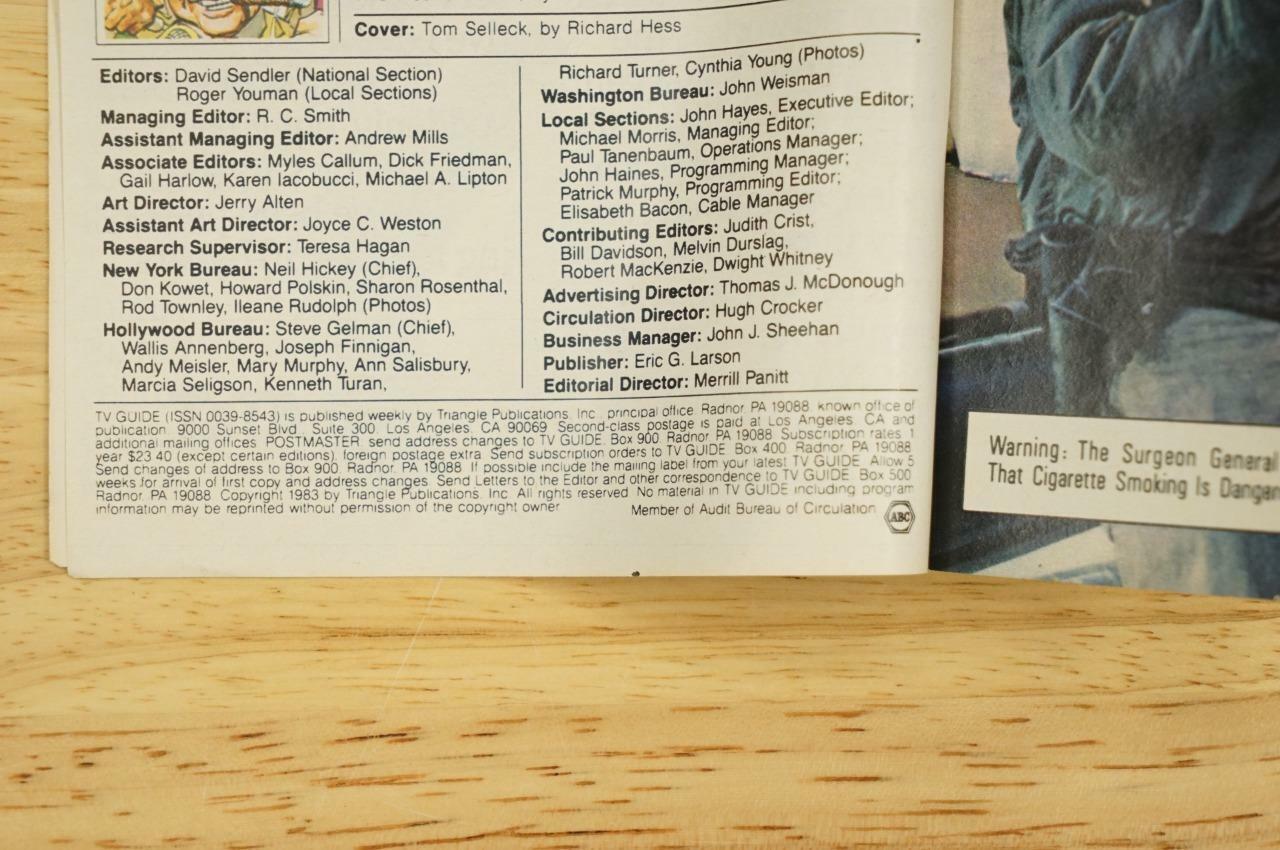 Cover: Tom Selleck, by Richard Hess
Editors: David Sendler (National Section)
Roger Youman (Local Sections)
Managing Editor: R. C. Smith
Assistant Managing Editor: Andrew Mills
Associate Editors: Myles Callum, Dick Friedman,
Gail Harlow, Karen Iacobucci, Michael A. Lipton
Art Director: Jerry Alten
Assistant Art Director: Joyce C. Weston
Research Supervisor: Teresa Hagan
New York Bureau: Neil Hickey (Chief),
Don Kowet, Howard Polskin, Sharon Rosenthal,
Rod Townley, Ileane Rudolph (Photos)
Hollywood Bureau: Steve Gelman (Chief),
Wallis Annenberg, Joseph Finnigan,
Andy Meisler, Mary Murphy, Ann Salisbury,
Marcia Seligson, Kenneth Turan,
Richard Turner, Cynthia Young (Photos)
Washington Bureau: John Weisman
Local Sections: John Hayes, Executive Editor;
Michael Morris, Managing Editor;
Paul Tanenbaum, Operations Manager;
John Haines, Programming Manager;
Patrick Murphy, Programming Editor;
Elisabeth Bacon, Cable Manager
Contributing Editors: Judith Crist,
Bill Davidson, Melvin Durslag,
Robert MacKenzie, Dwight Whitney
Advertising Director: Thomas J. McDonough
Circulation Director: Hugh Crocker
Business Manager: John J. Sheehan
Publisher: Eric G. Larson
Editorial Director: Merrill Panitt
TV GUIDE (ISSN 0039-8543) is published weekly by Triangle Publications, Inc., principal office, Radnor, PA 19088, known office of
publication, 9000 Sunset Blvd., Suite 300, Los Angeles, CA 90069. Second-class postage is paid at Los Angeles, CA and
additional mailing offices. POSTMASTER: send address changes to TV GUIDE, Box 900, Radnor, PA 19088. Subscription rates: 1
year $23.40 (except certain editions), foreign postage extra. Send subscription orders to TV GUIDE, Box 400, Radnor, PA 19088.
Send changes of address to Box 900, Radnor, PA 19088. If possible include the mailing label from your latest TV GUIDE. Allow 5
weeks for arrival of first copy and address changes. Send Letters to the Editor and other correspondence to TV GUIDE, Box 500,
Radnor, PA 19088. Copyright 1983 by Triangle Publications, Inc. All rights reserved. No material in TV GUIDE including program
information may be reprinted without permission of the copyright owner.
Member of Audit Bureau of Circulation ABC
Warning: The Surgeon General
That Cigarette Smoking Is Danger